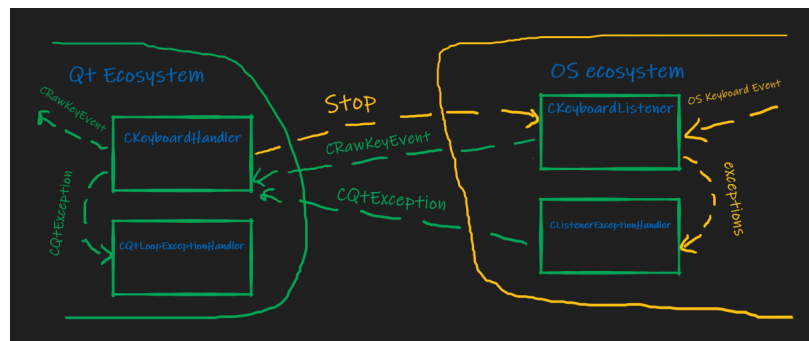 Qt Ecosystem
OS ecosystem
CRawKeyEvent
Stop
OS Keyboard Event
CKeyboardHandler
CKeyboardListener
CRawKeyEvent
exceptions
CQtException
CQtException
CQtLoopExceptionHandler
CListenerExceptionHandler